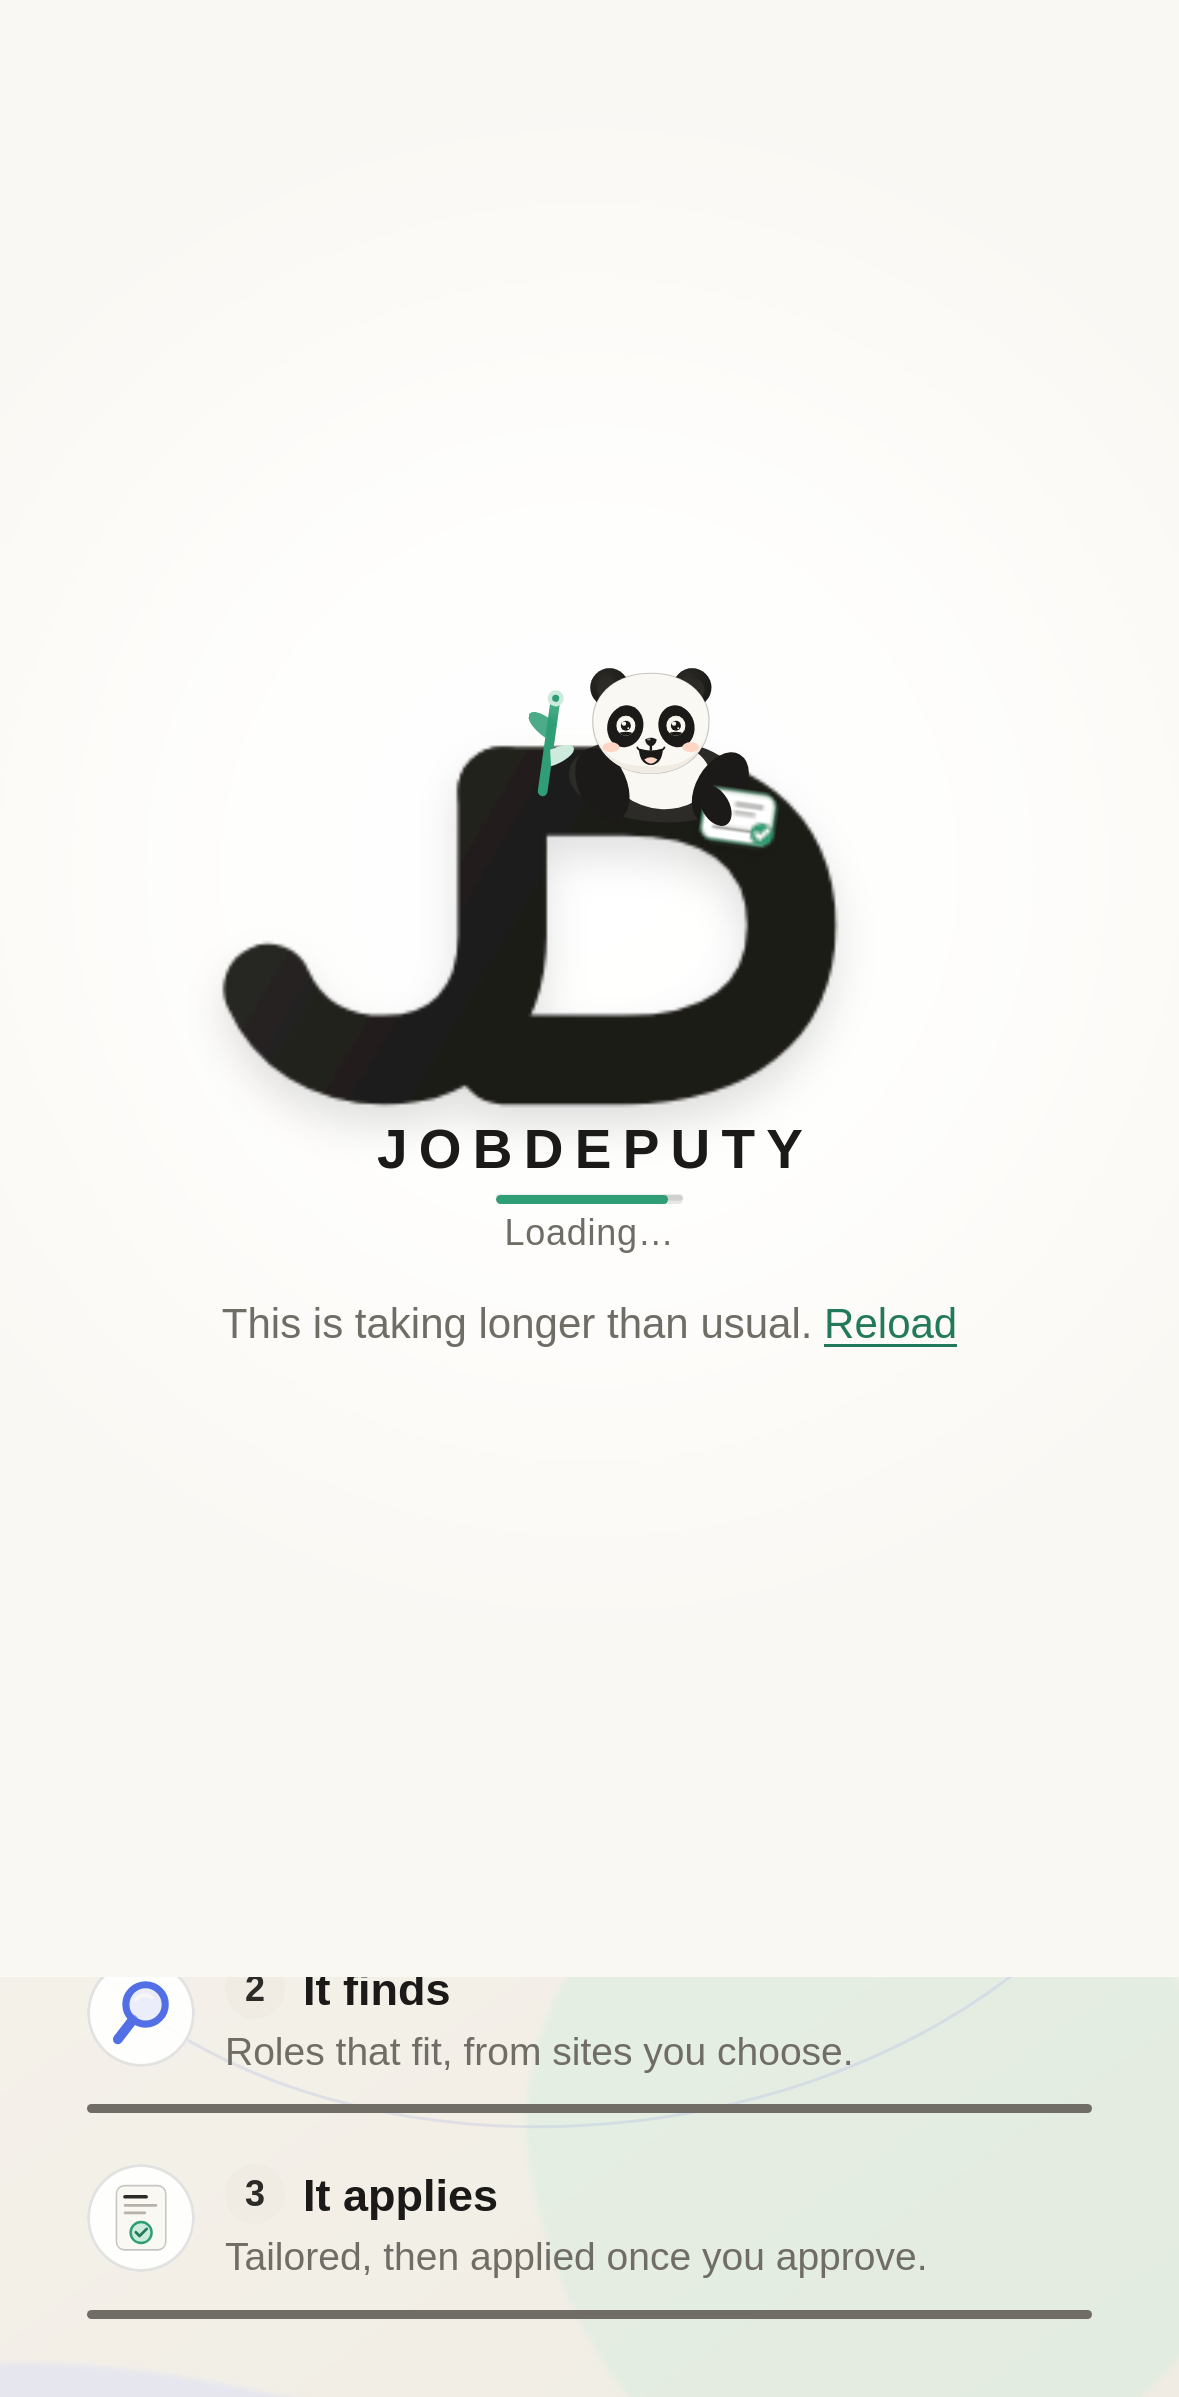 JD
JOBDEPUTY
Loading...
This is taking longer than usual. Reload
2 It finds
Roles that fit, from sites you choose.
3 It applies
Tailored, then applied once you approve.